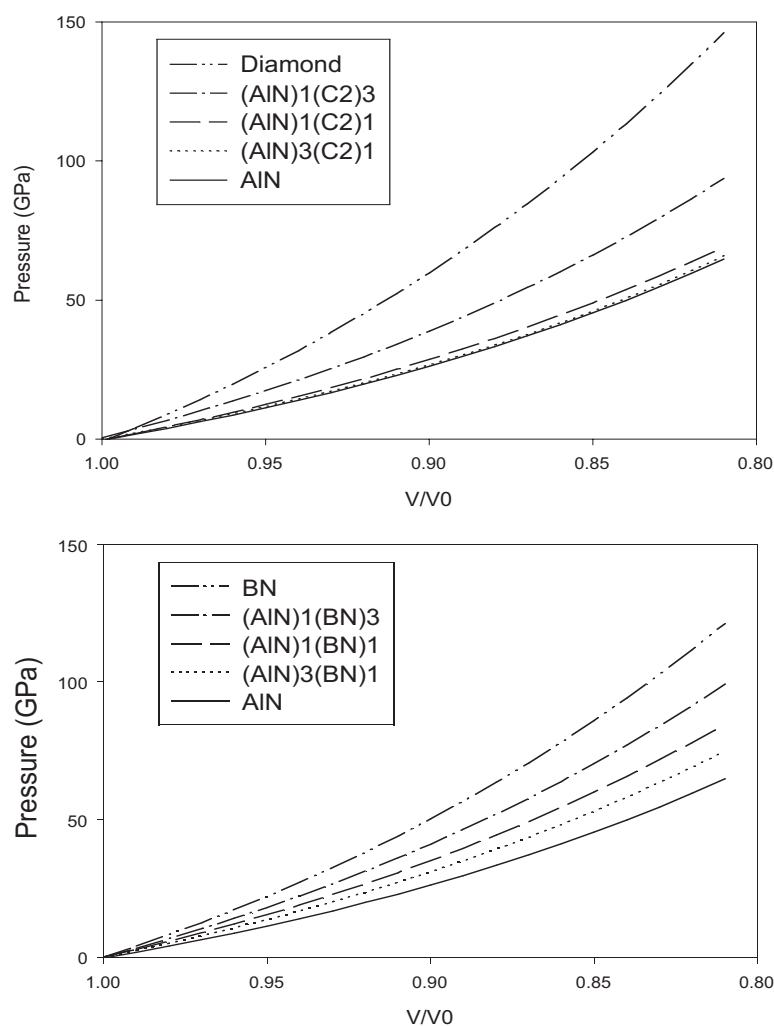 150
Diamond
(AlN)1(C2)3
(AlN)1(C2)1
(AlN)3(C2)1
AlN
100
Pressure (GPa)
50
0
1.00 0.95 0.90 0.85 0.80
V/V0
150
BN
(AlN)1(BN)3
(AlN)1(BN)1
(AlN)3(BN)1
AlN
100
Pressure (GPa)
50
0
1.00 0.95 0.90 0.85 0.80
V/V0